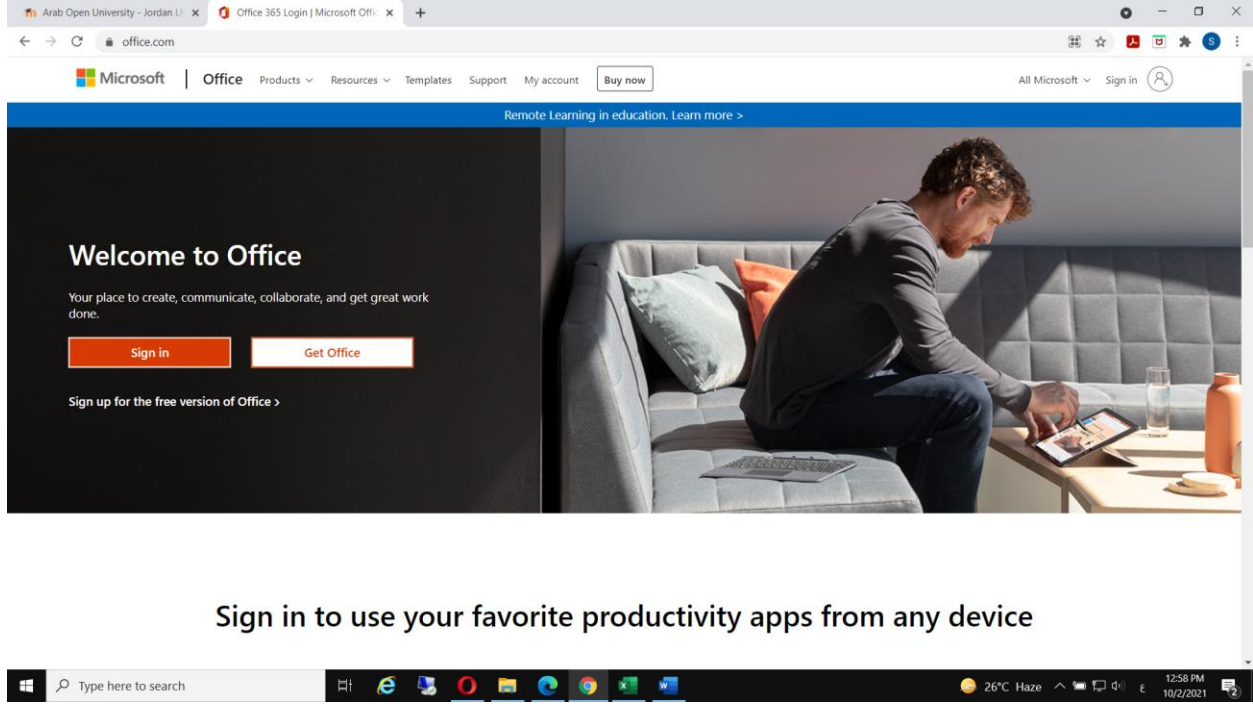 Arab Open University - Jordan L
Office 365 Login | Microsoft Offic
office.com
S
Microsoft | Office Products Resources Templates Support My account Buy now All Microsoft Sign in
Remote Learning in education. Learn more >
Welcome to Office
Your place to create, communicate, collaborate, and get great work
done.
Sign in Get Office
Sign up for the free version of Office >
Sign in to use your favorite productivity apps from any device
Type here to search
26°C Haze
ع
12:58 PM
10/2/2021
2